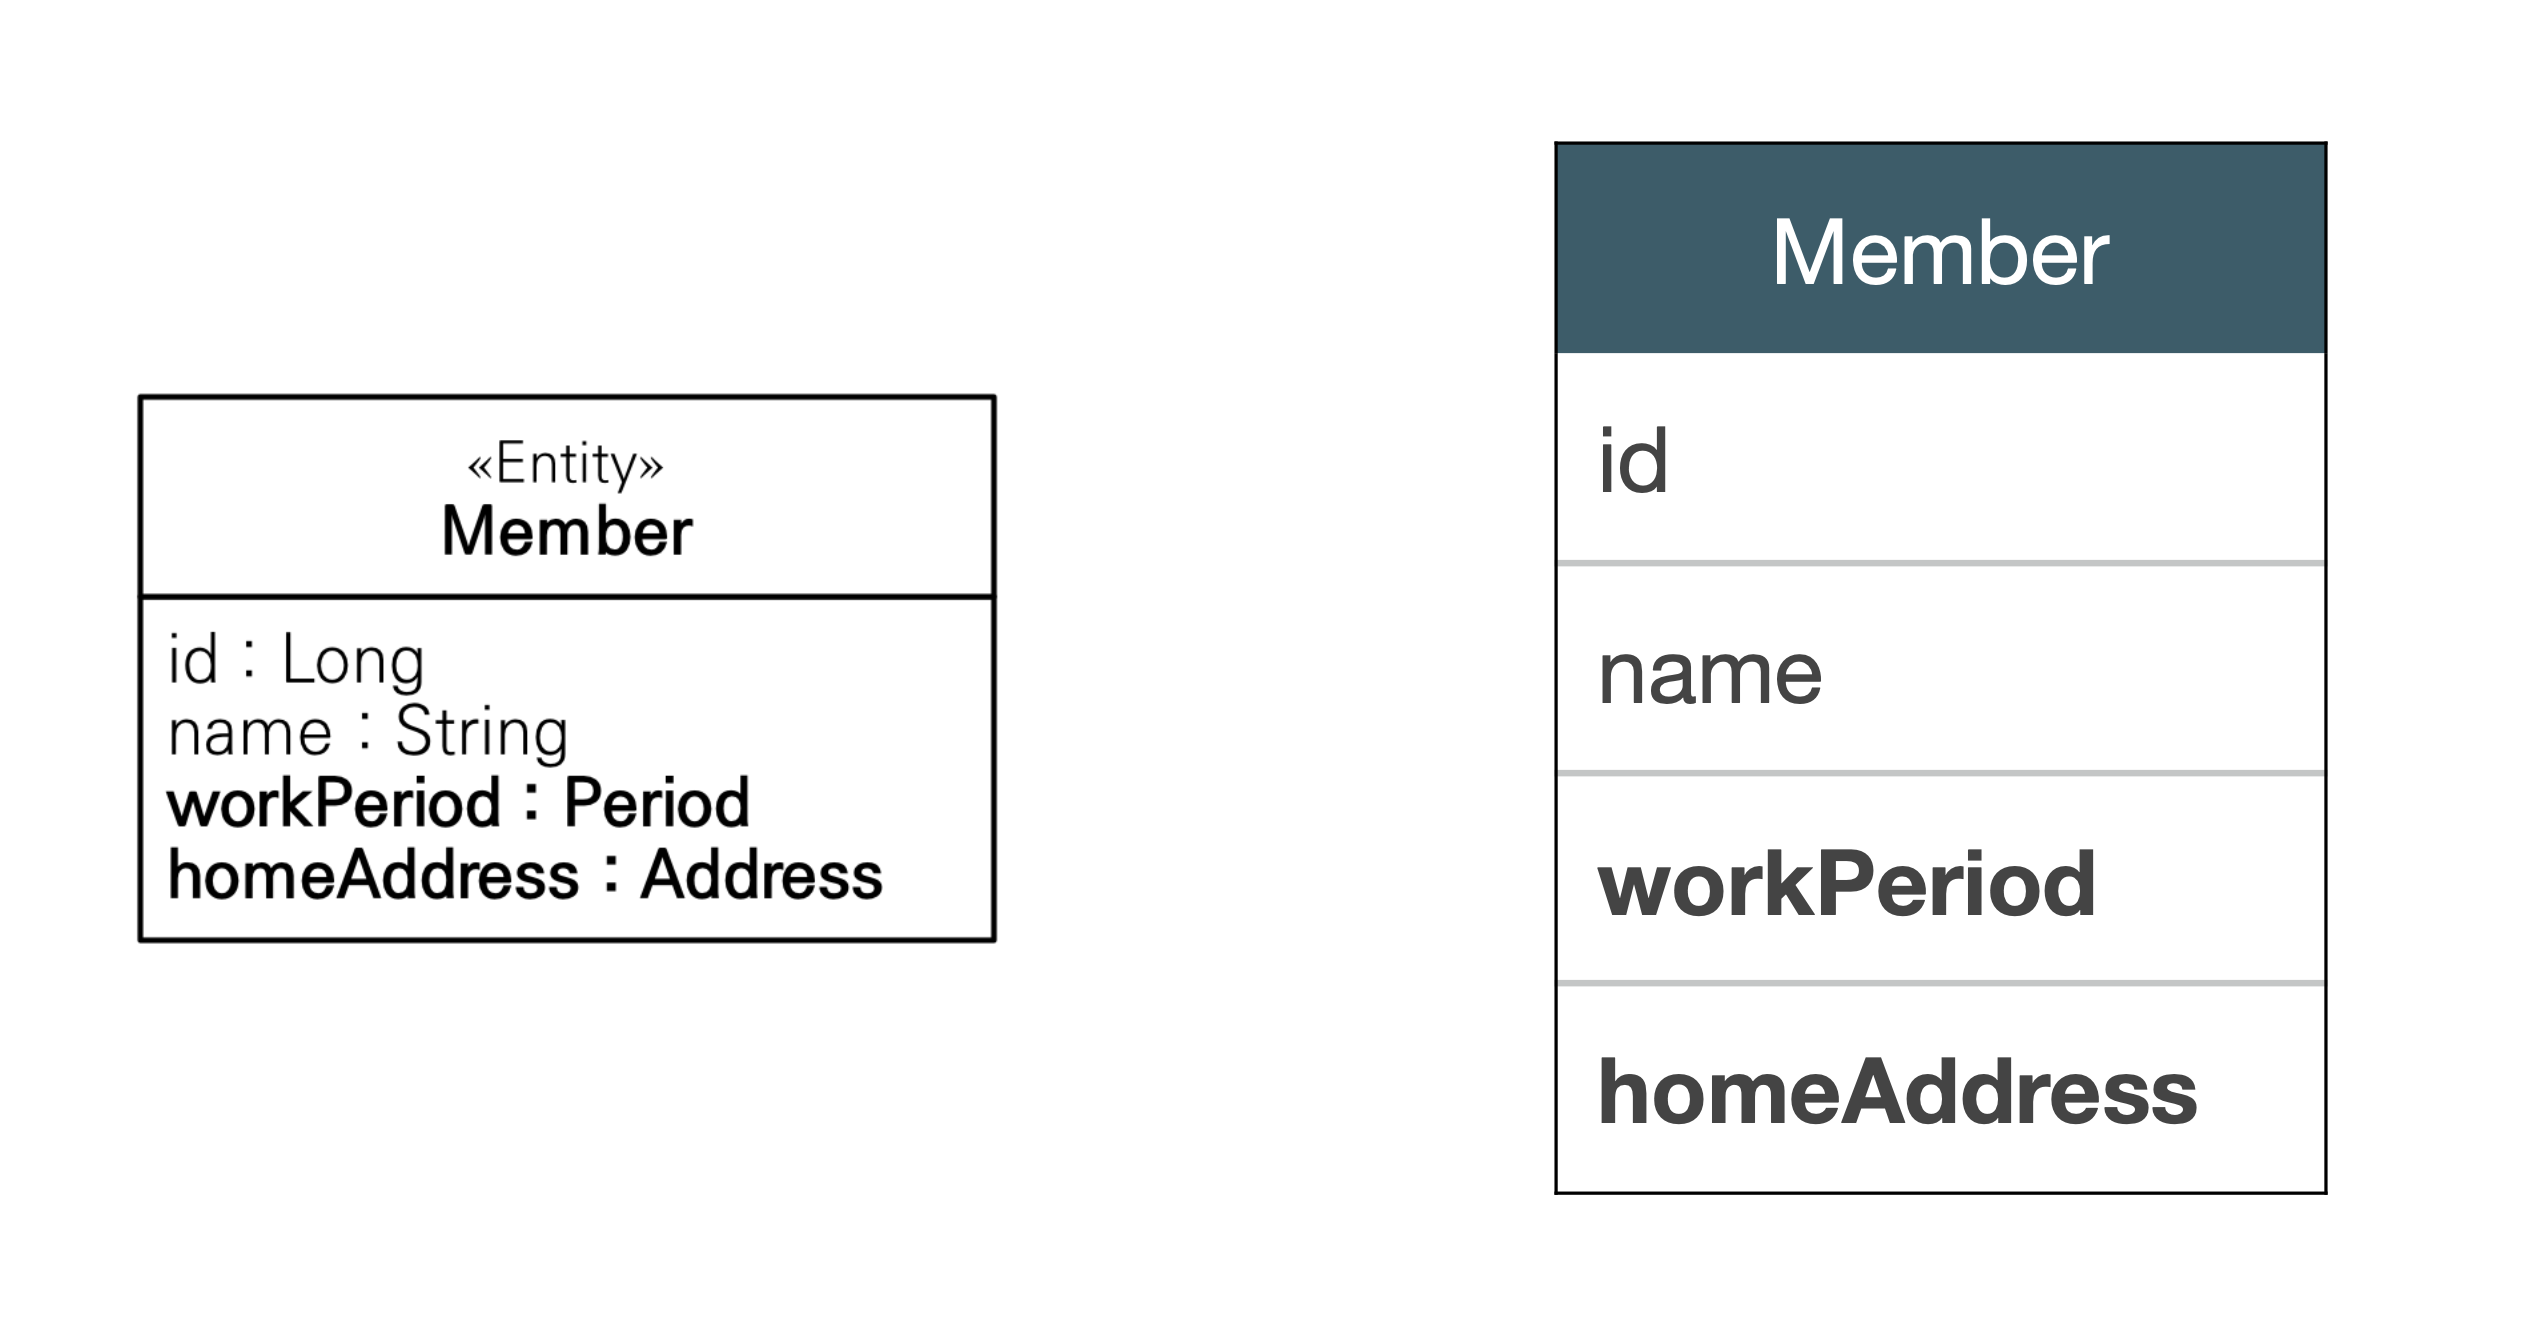 «Entity»
Member
id : Long
name : String
workPeriod : Period
homeAddress : Address
Member
id
name
workPeriod
homeAddress